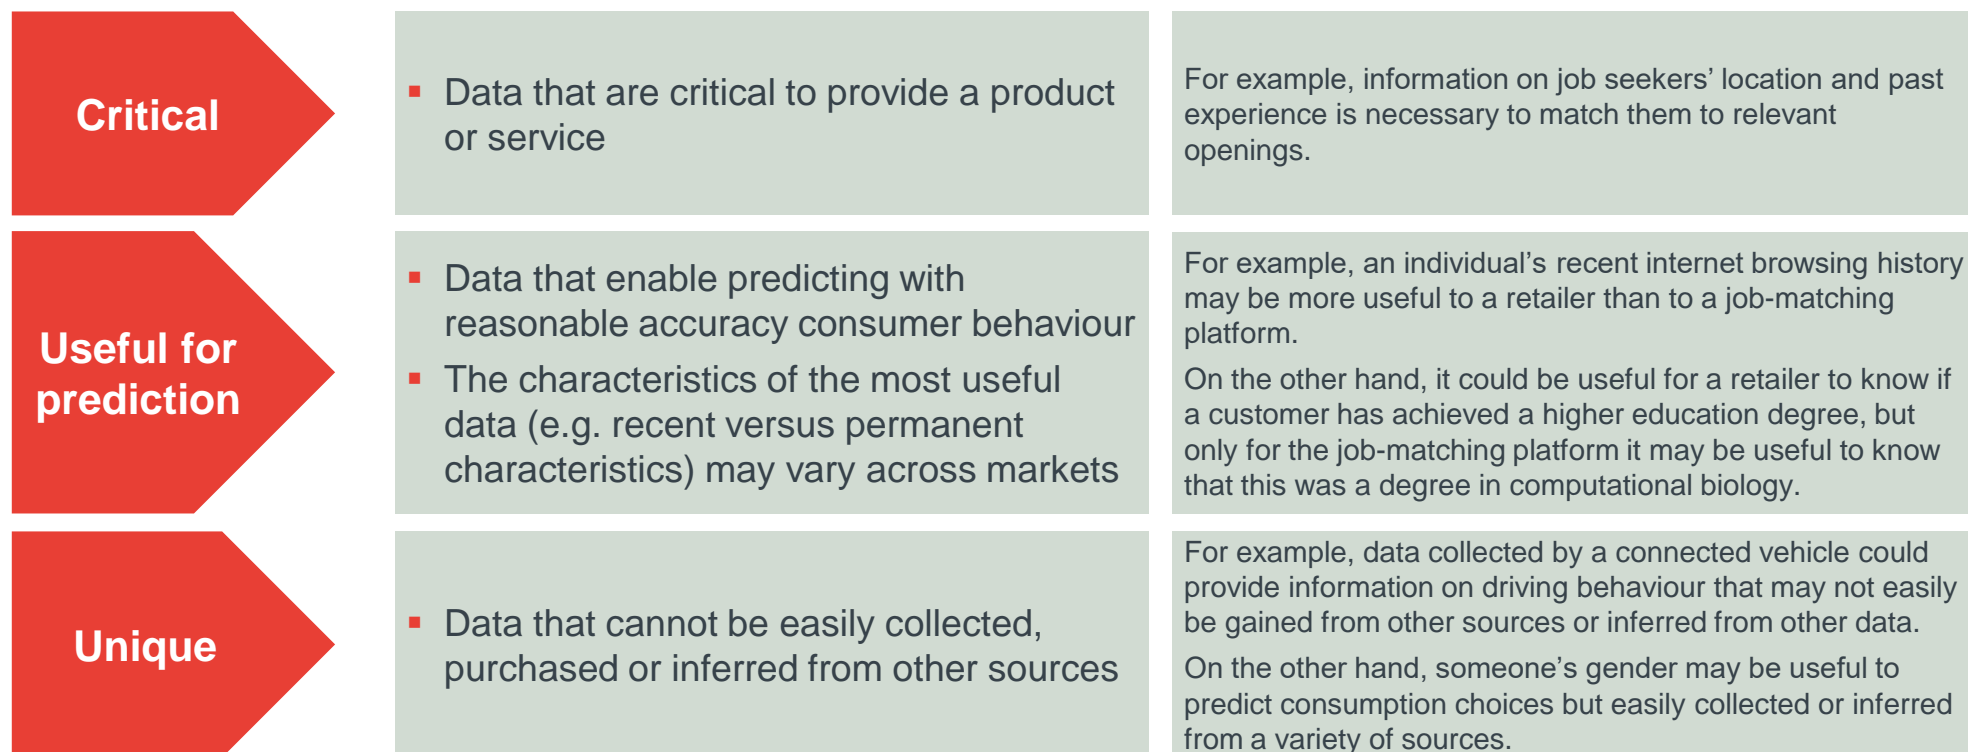 Critical
▪ Data that are critical to provide a product
or service
For example, information on job seekers’ location and past
experience is necessary to match them to relevant
openings.
Useful for
prediction
▪ Data that enable predicting with
reasonable accuracy consumer behaviour
▪ The characteristics of the most useful
data (e.g. recent versus permanent
characteristics) may vary across markets
For example, an individual’s recent internet browsing history
may be more useful to a retailer than to a job-matching
platform.
On the other hand, it could be useful for a retailer to know if
a customer has achieved a higher education degree, but
only for the job-matching platform it may be useful to know
that this was a degree in computational biology.
Unique
▪ Data that cannot be easily collected,
purchased or inferred from other sources
For example, data collected by a connected vehicle could
provide information on driving behaviour that may not easily
be gained from other sources or inferred from other data.
On the other hand, someone’s gender may be useful to
predict consumption choices but easily collected or inferred
from a variety of sources.